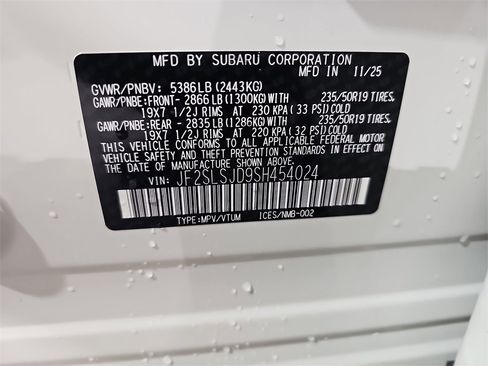 MFD BY SUBARU CORPORATION
MFD IN 11/25
GVWR/PNBV: 5386LB(2443KG)
GAWR/PNBE:FRONT- 2866LB(1300KG)WITH 235/50R19 TIRES,
19X7 1/2J RIMS AT 230 KPA(33 PSI)COLD
GAWR/PNBE:REAR - 2835LB(1286KG)WITH 235/50R19 TIRES,
19X7 1/2J RIMS AT 220 KPA(32 PSI)COLD
THIS VEHICLE CONFORMS TO ALL APPLICABLE FEDERAL MOTOR
VEHICLE SAFETY, BUMPER, AND THEFT PREVENTION STANDARDS IN EFFECT ON
THE DATE OF MANUFACTURE SHOWN ABOVE.
VIN: JF2SLSJD9SH454024
TYPE:MPV/VTUM ICES/NMB-002